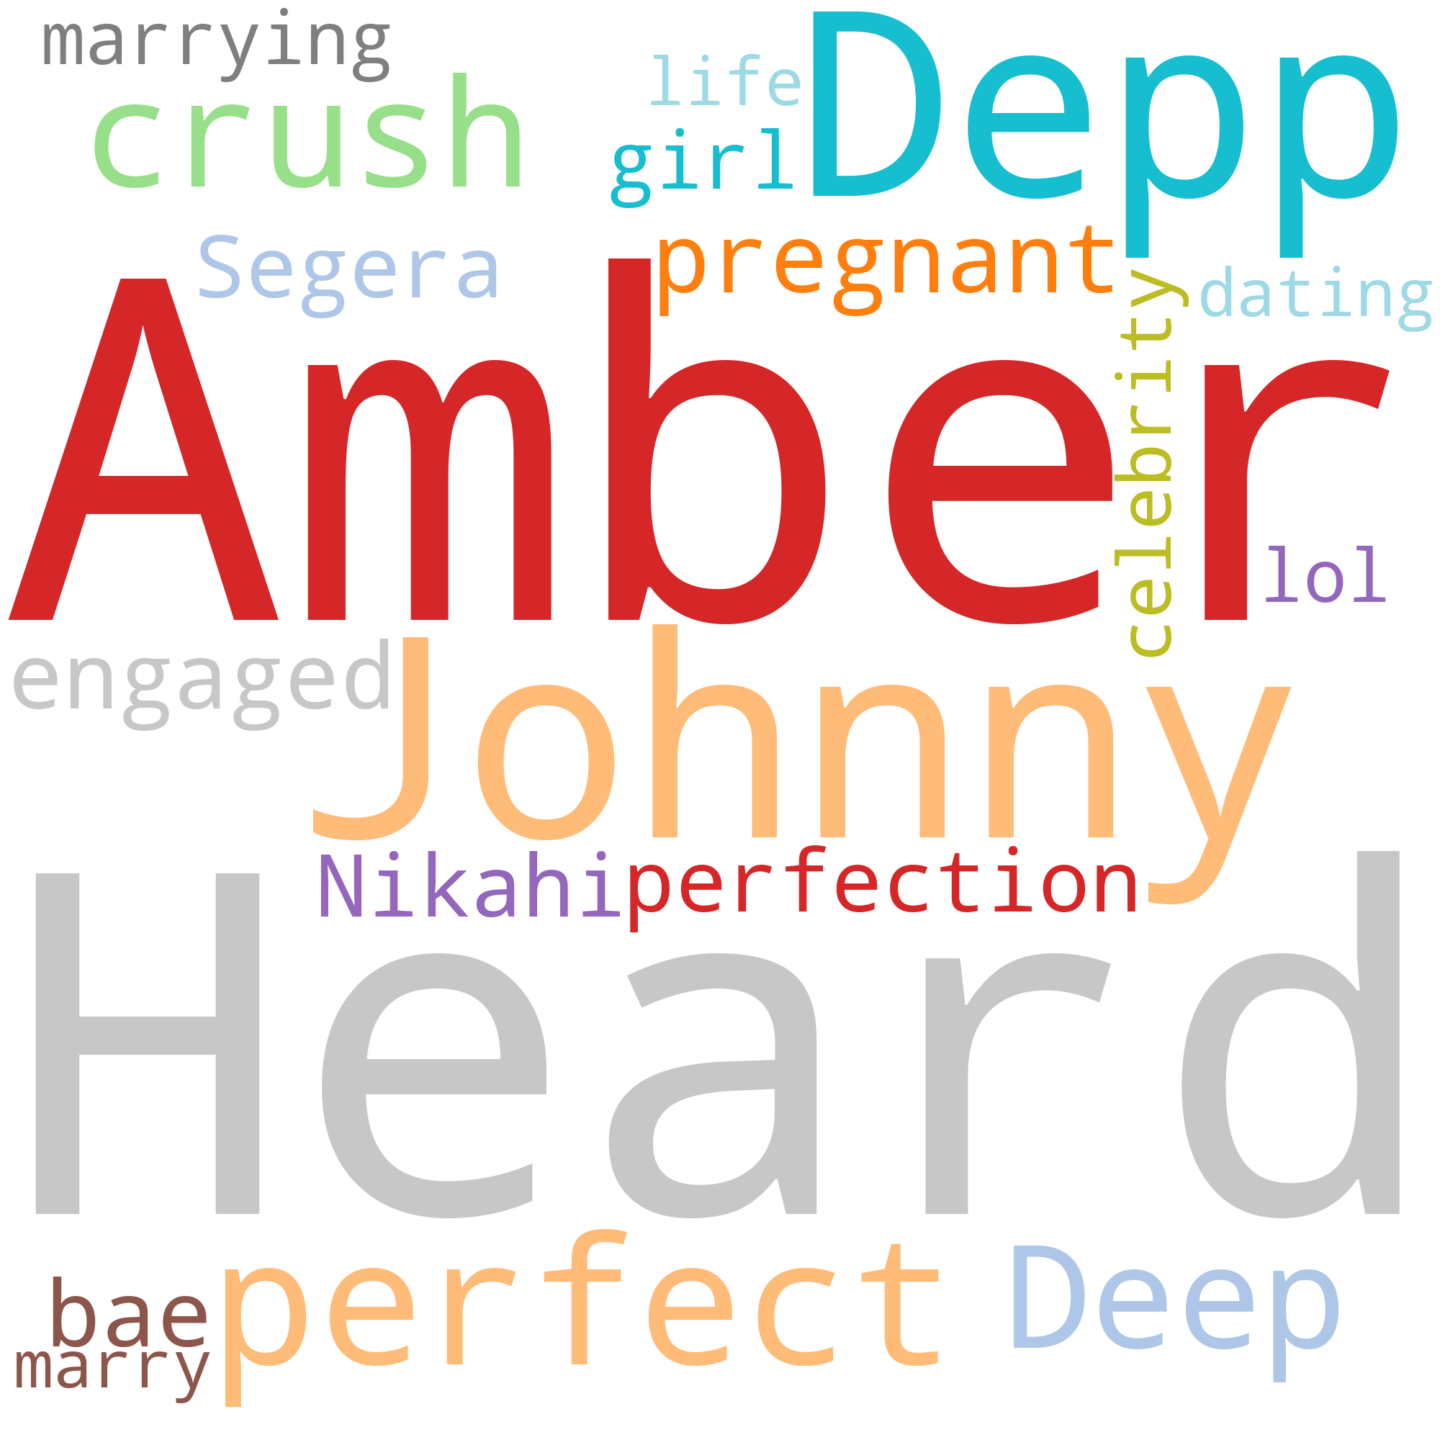 marrying
life
Depp
crush
girl
Segera
pregnant
dating
celebrity
Amber
lol
engaged
Johnny
Nikahi
perfection
Heard
bae
perfect
Deep
marry